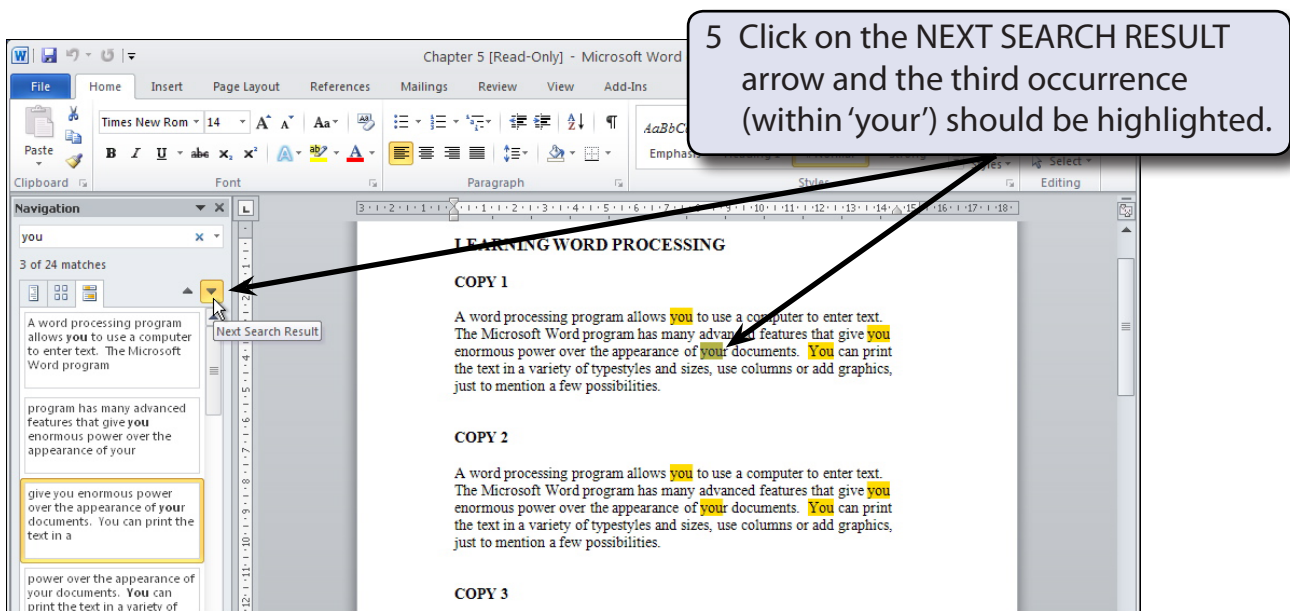 5 Click on the NEXT SEARCH RESULT
arrow and the third occurrence
(within ‘your’) should be highlighted.
Chapter 5 [Read-Only] - Microsoft Word
File Home Insert Page Layout References Mailings Review View Add-Ins
Times New Rom 14 Aa
Paste B I U abe X₂ X² A ab A
Emphasis Select
Clipboard Font Paragraph Styles Editing
Navigation
you
3 of 24 matches
Next Search Result
A word processing program
allows you to use a computer
to enter text. The Microsoft
Word program
program has many advanced
features that give you
enormous power over the
appearance of your
give you enormous power
over the appearance of your
documents. You can print the
text in a
power over the appearance of
your documents. You can
print the text in a variety of
LEARNING WORD PROCESSING
COPY 1
A word processing program allows you to use a computer to enter text.
The Microsoft Word program has many advanced features that give you
enormous power over the appearance of your documents. You can print
the text in a variety of typestyles and sizes, use columns or add graphics,
just to mention a few possibilities.
COPY 2
A word processing program allows you to use a computer to enter text.
The Microsoft Word program has many advanced features that give you
enormous power over the appearance of your documents. You can print
the text in a variety of typestyles and sizes, use columns or add graphics,
just to mention a few possibilities.
COPY 3